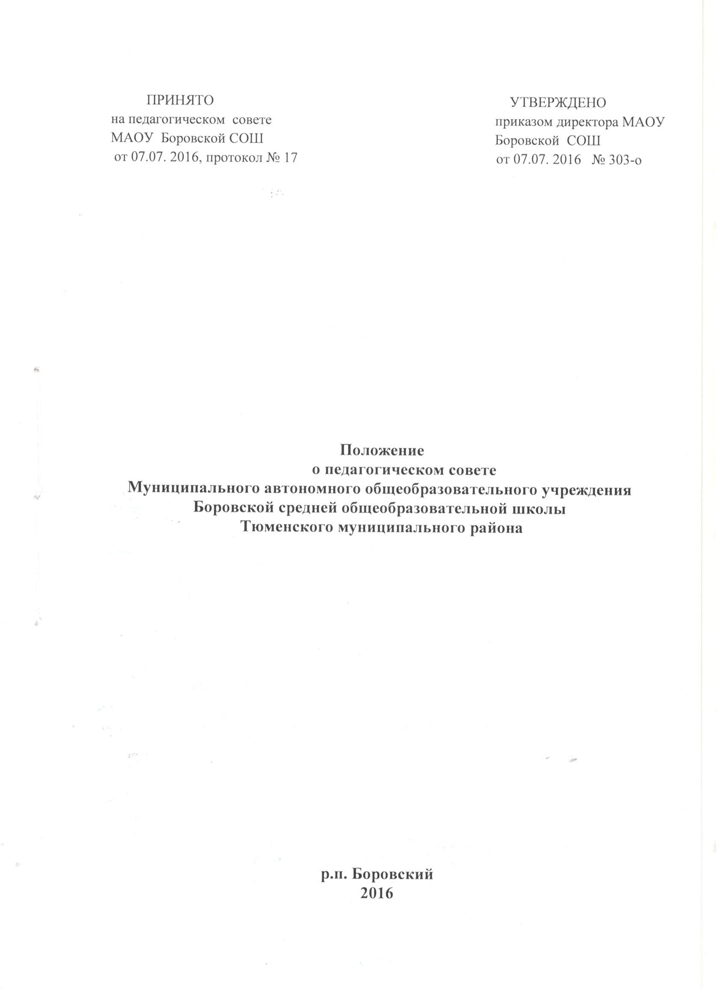 ПРИНЯТО
на педагогическом совете
МАОУ Боровской СОШ
от 07.07. 2016, протокол № 17
УТВЕРЖДЕНО
приказом директора МАОУ
Боровской СОШ
от 07.07. 2016 № 303-о
Положение
о педагогическом совете
Муниципального автономного общеобразовательного учреждения
Боровской средней общеобразовательной школы
Тюменского муниципального района
р.п. Боровский
2016